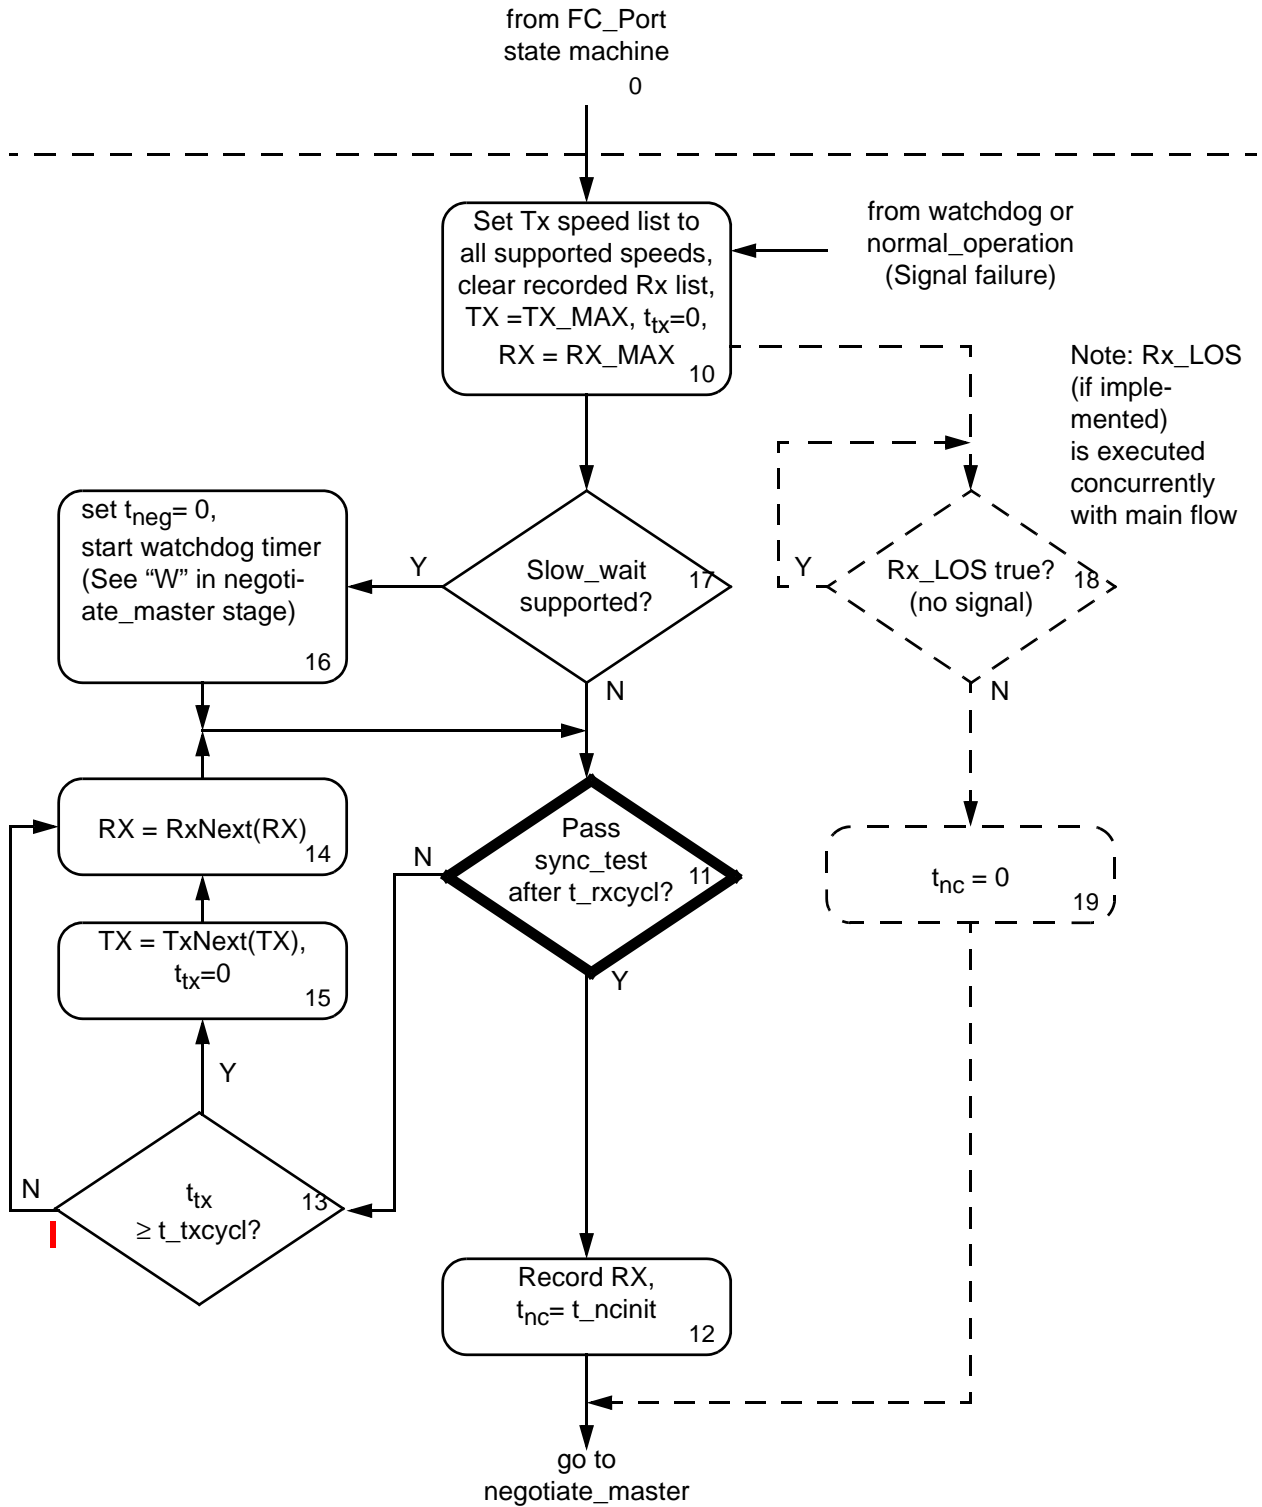 from FC_Port
state machine
0
Set Tx speed list to
all supported speeds,
clear recorded Rx list,
TX =TX_MAX, ttx=0,
RX = RX_MAX
10
from watchdog or
normal_operation
(Signal failure)
Note: Rx_LOS
(if imple-
mented)
is executed
concurrently
with main flow
set tneg= 0,
start watchdog timer
(See “W” in negoti-
ate_master stage)
16
Y
Slow_wait
supported?
17
N
Y
Rx_LOS true?
(no signal)
18
N
RX = RxNext(RX)
14
N
Pass
sync_test
after t_rxcycl?
11
Y
tnc = 0
19
TX = TxNext(TX),
ttx=0
15
Y
N
ttx
≥ t_txcycl?
13
Record RX,
tnc= t_ncinit
12
go to
negotiate_master